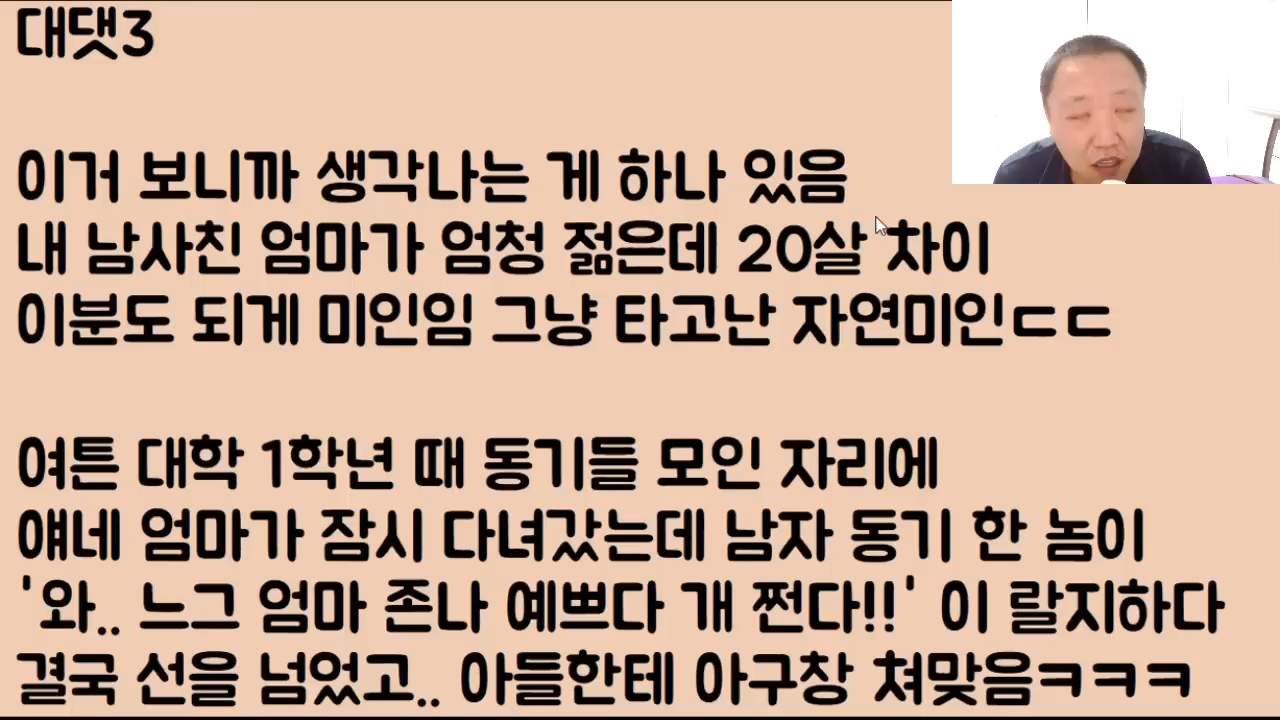 대댓3
이거 보니까 생각나는 게 하나 있음
내 남사친 엄마가 엄청 젊은데 20살 차이
이분도 되게 미인임 그냥 타고난 자연미인ㄷㄷ
여튼 대학 1학년 때 동기들 모인 자리에
얘네 엄마가 잠시 다녀갔는데 남자 동기 한 놈이
'와.. 느그 엄마 존나 예쁘다 개 쩐다!!' 이 랄지하다
결국 선을 넘었고.. 아들한테 아구창 쳐맞음ㅋㅋㅋ